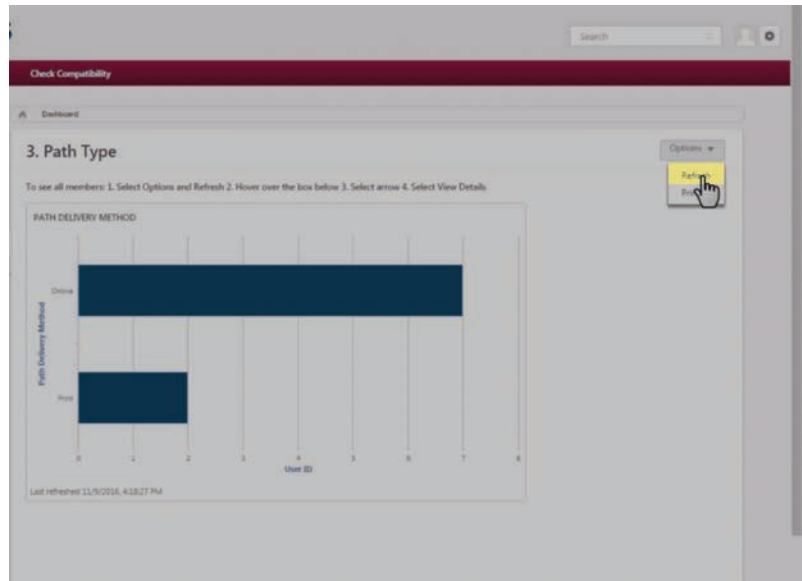 Search
Check Compatibility
Dashboard
3. Path Type
Options
To see all members: 1. Select Options and Refresh 2. Hover over the box below 3. Select arrow 4. Select View Details
Refresh
PATH DELIVERY METHOD
Online
Path Delivery Method
Print
0 1 2 3 4 5 6 7 8
User ID
Last refreshed 11/9/2016, 4:18:27 PM